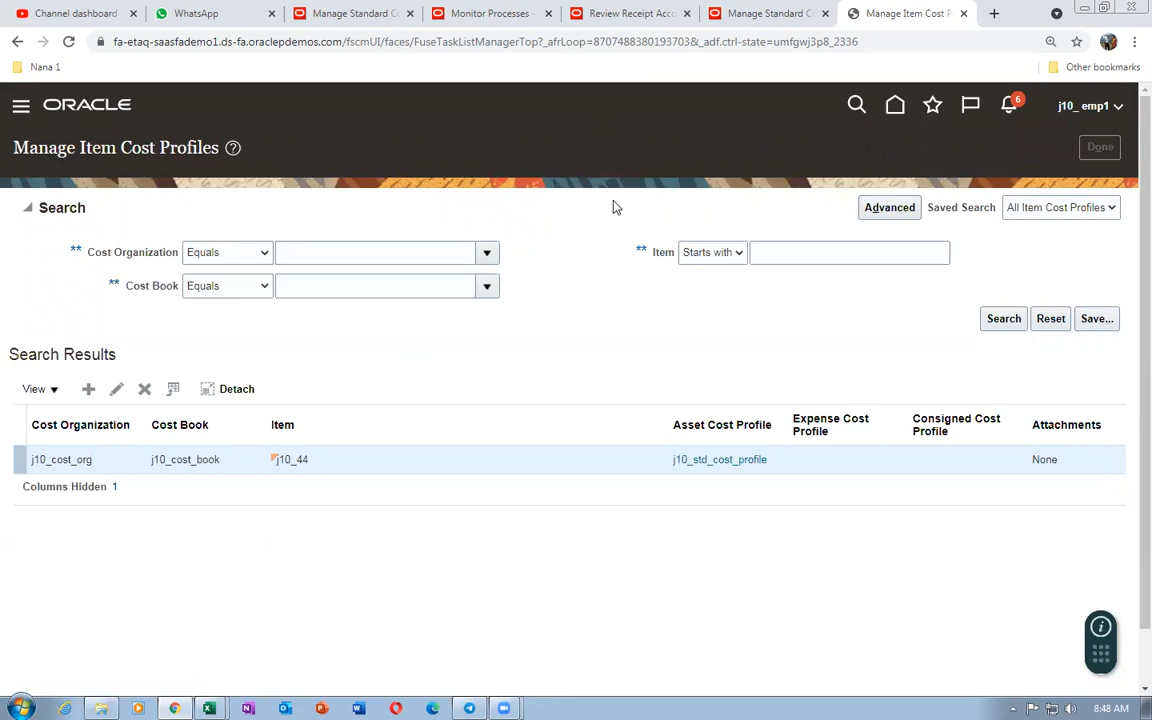 Channel dashboard
WhatsApp
Manage Standard Co
Monitor Processes -
Review Receipt Acco
Manage Standard C
Manage Item Cost P
fa-etaq-saasfademo1.ds-fa.oraclepdemos.com/fscmUI/faces/FuseTaskListManagerTop?_afrLoop=8707488380193703&_adf.ctrl-state=umfgwj3p8_2336
Nana 1
Other bookmarks
ORACLE
6
j10_ emp1
Manage Item Cost Profiles
Done
Search
Advanced Saved Search All Item Cost Profiles
** Cost Organization Equals
** Item Starts with
** Cost Book Equals
Search Reset Save...
Search Results
View
Detach
Cost Organization Cost Book Item Asset Cost Profile Expense Cost Profile Consigned Cost Profile Attachments
j10_cost_org j10_cost_book j10_44 j10_std_cost_profile None
Columns Hidden 1
8:48 AM